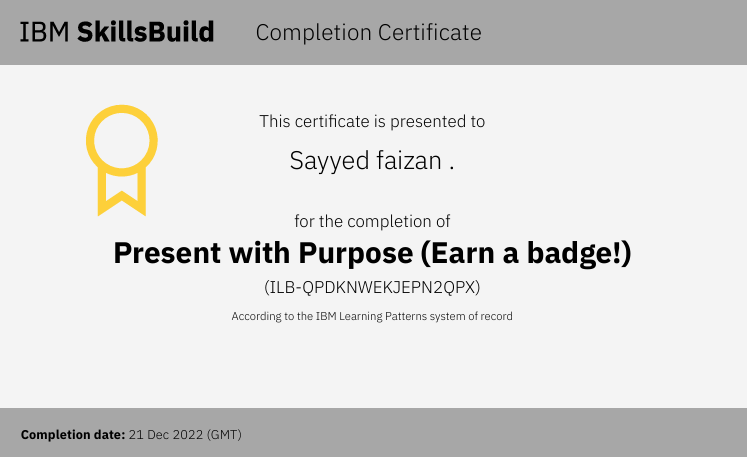 IBM SkillsBuild Completion Certificate
This certificate is presented to
Sayyed faizan .
for the completion of
Present with Purpose (Earn a badge!)
(ILB-QPDKNWEKJEPN2QPX)
According to the IBM Learning Patterns system of record
Completion date: 21 Dec 2022 (GMT)